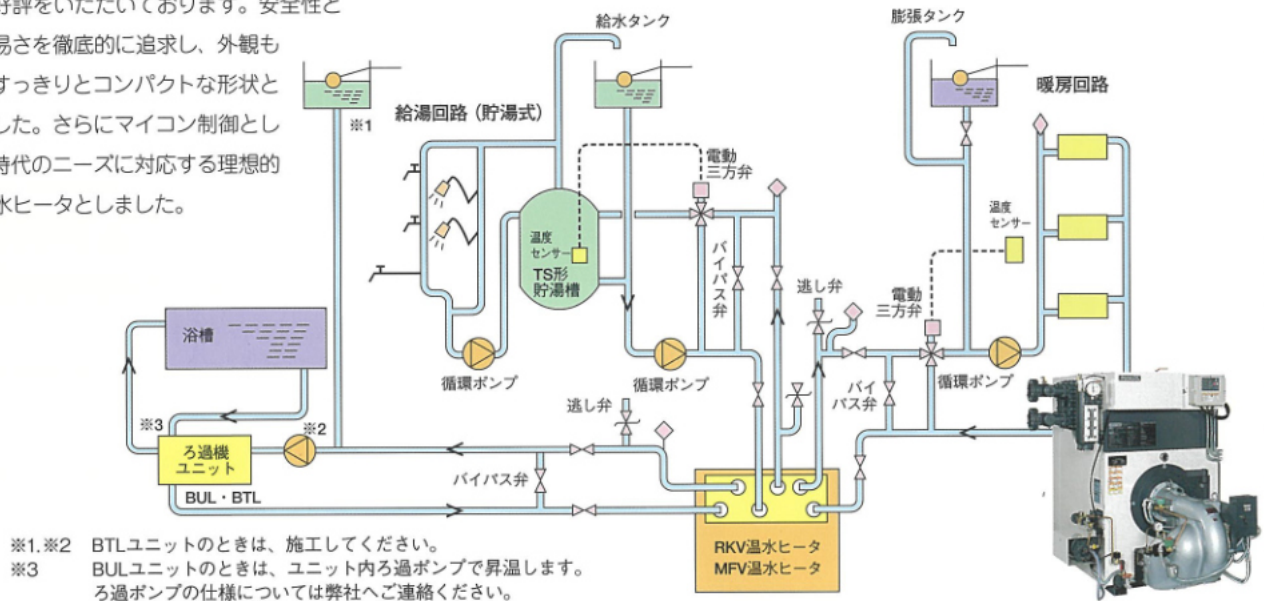 好評をいただいております。安全性と
易さを徹底的に追求し、外観も
すっきりとコンパクトな形状と
した。さらにマイコン制御とし
時代のニーズに対応する理想的
水ヒータとしました。
給水タンク
膨張タンク
※1
給湯回路（貯湯式）
暖房回路
電動
三方弁
温度
センサー
TS形
貯湯槽
バイパス弁
温度
センサー
逃し弁
電動
三方弁
浴槽
循環ポンプ
循環ポンプ
循環ポンプ
バイ
パス弁
逃し弁
※3
※2
ろ過機
ユニット
バイパス弁
BUL・BTL
RKV温水ヒータ
MFV温水ヒータ
※1.※2 BTLユニットのときは、施工してください。
※3 BULユニットのときは、ユニット内ろ過ポンプで昇温します。
ろ過ポンプの仕様については弊社へご連絡ください。